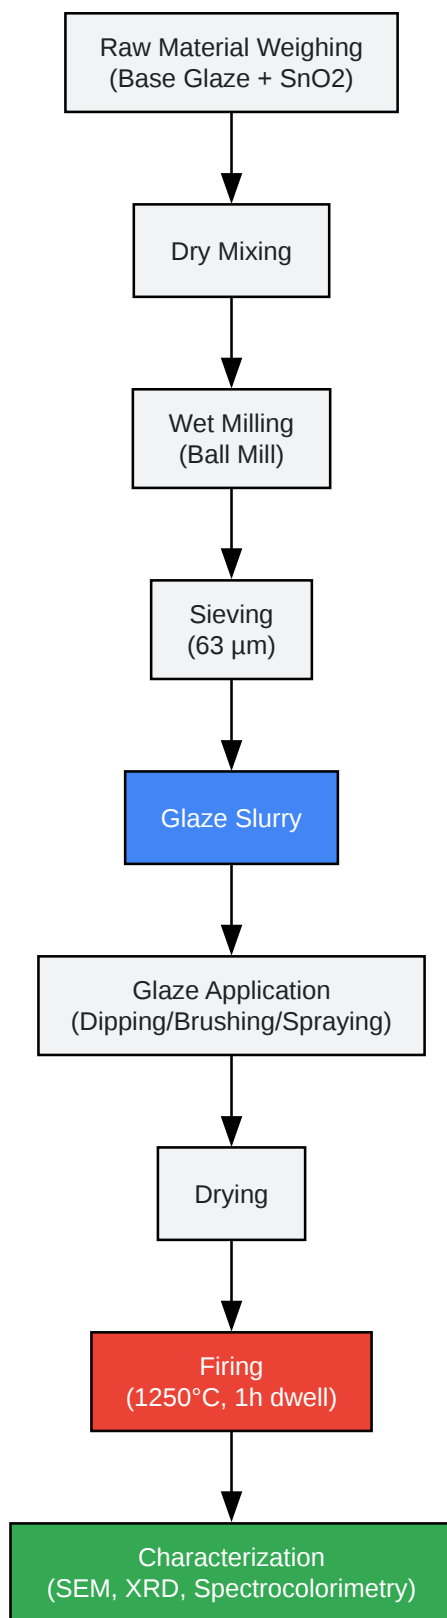 Raw Material Weighing
(Base Glaze + SnO2)
Dry Mixing
Wet Milling
(Ball Mill)
Sieving
(63 µm)
Glaze Slurry
Glaze Application
(Dipping/Brushing/Spraying)
Drying
Firing
(1250°C, 1h dwell)
Characterization
(SEM, XRD, Spectrocolorimetry)